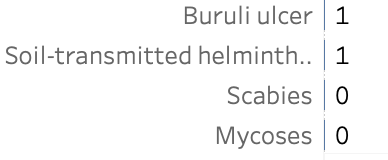 Buruli ulcer 1
Soil-transmitted helminth.. 1
Scabies 0
Mycoses 0